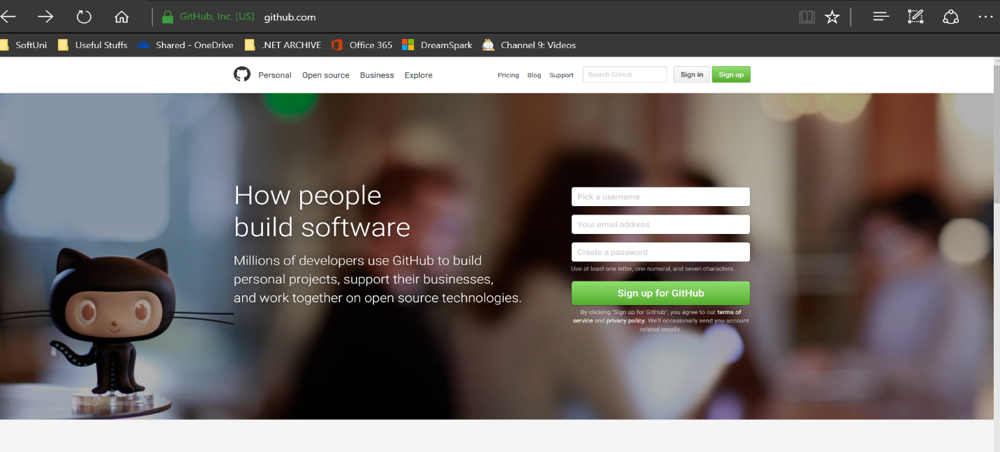 GitHub, Inc. [US] github.com
SoftUni Useful Stuffs Shared - OneDrive .NET ARCHIVE Office 365 DreamSpark Channel 9: Videos
Personal Open source Business Explore Pricing Blog Support Search GitHub Sign in Sign up
How people
build software
Millions of developers use GitHub to build
personal projects, support their businesses,
and work together on open source technologies.
Pick a username
Your email address
Create a password
Use at least one letter, one numeral, and seven characters.
Sign up for GitHub
By clicking "Sign up for GitHub", you agree to our terms of
service and privacy policy. We'll occasionally send you account
related emails.